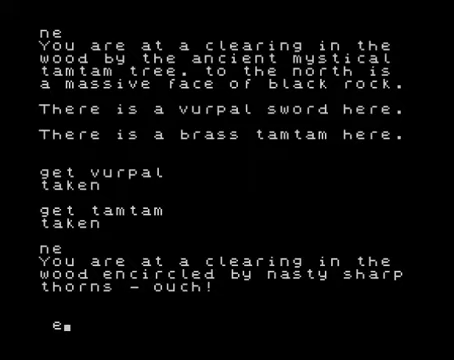 ne
You are at a clearing in the
wood by the ancient mystical
tamtam tree. to the north is
a massive face of black rock.
There is a vurpal sword here.
There is a brass tamtam here.
get vurpal
taken
get tamtam
taken
ne
You are at a clearing in the
wood encircled by nasty sharp
thorns - ouch!
e